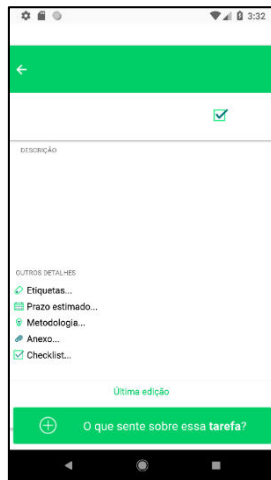 3:32
DESCRIÇÃO
OUTROS DETALHES
Etiquetas...
Prazo estimado...
Metodologia...
Anexo...
Checklist...
Última edição
O que sente sobre essa tarefa?